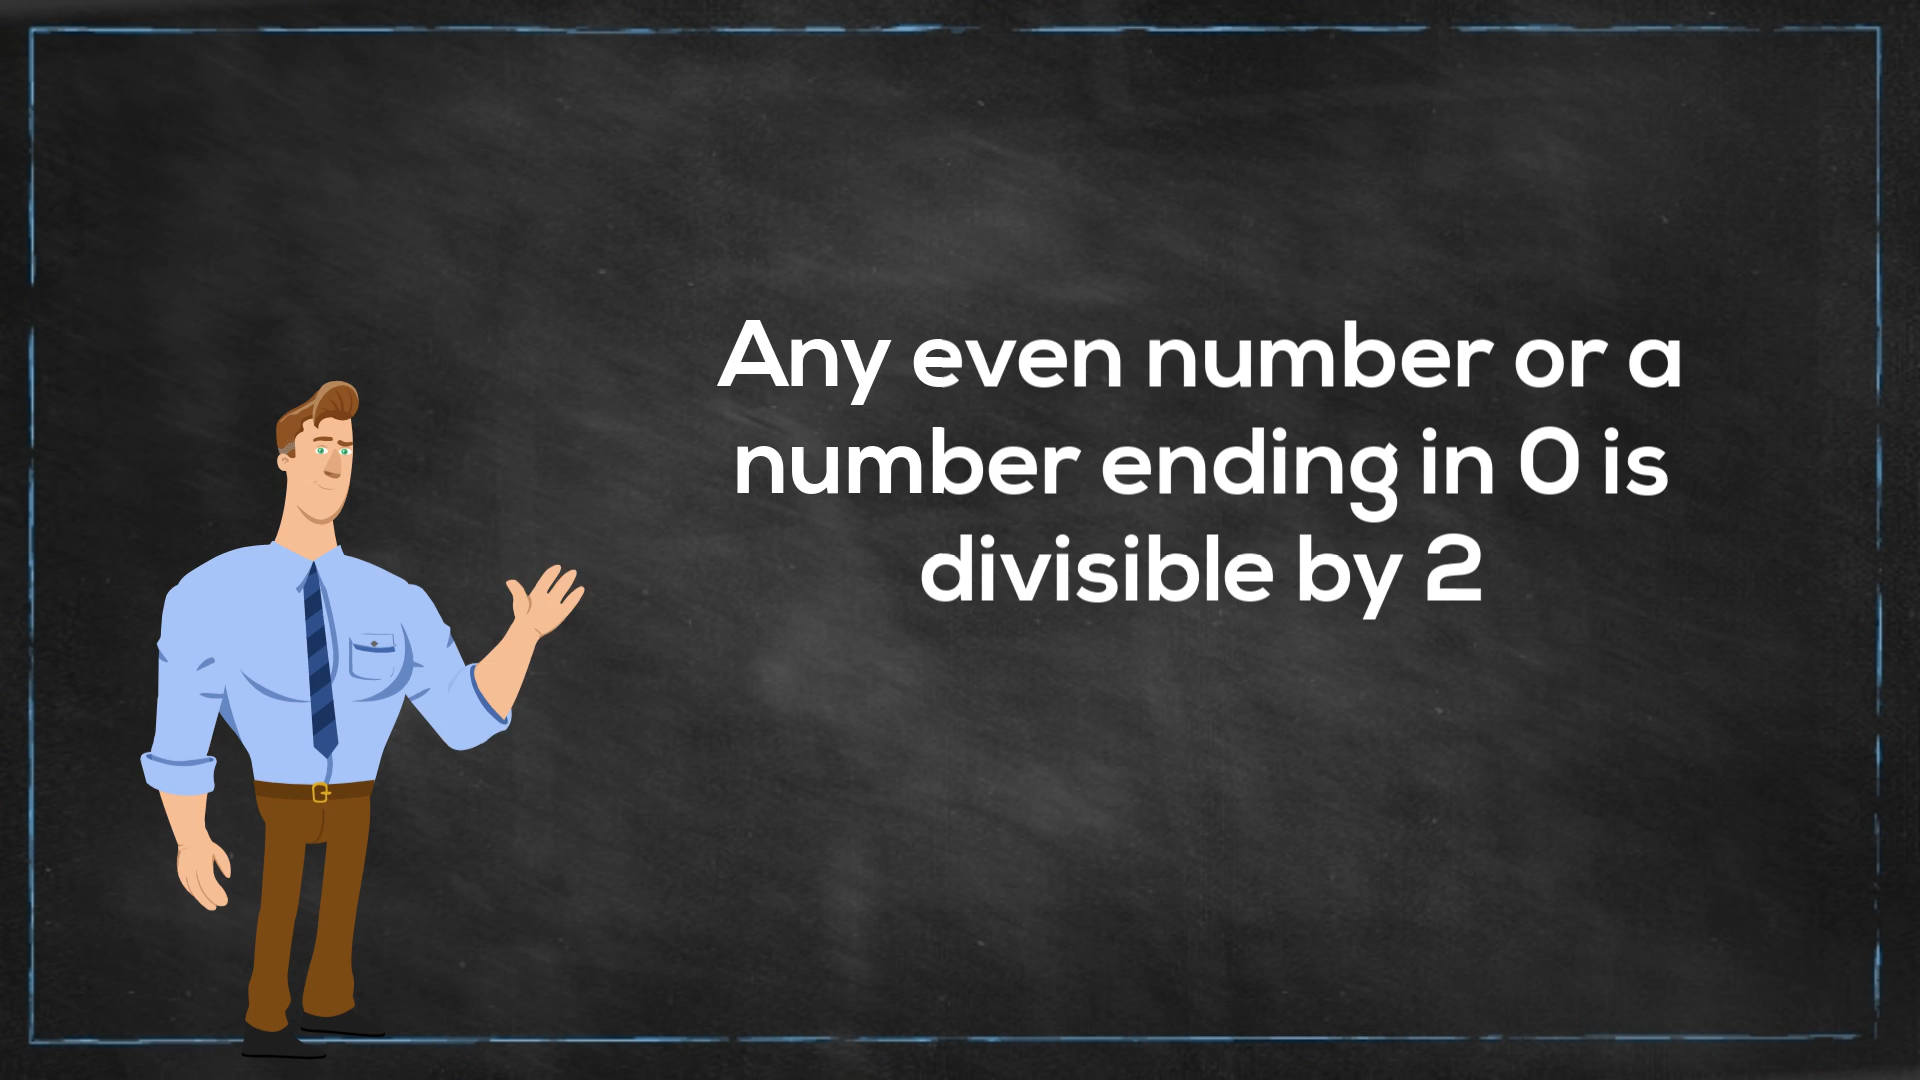 Any even number or a
number ending in 0 is
divisible by 2